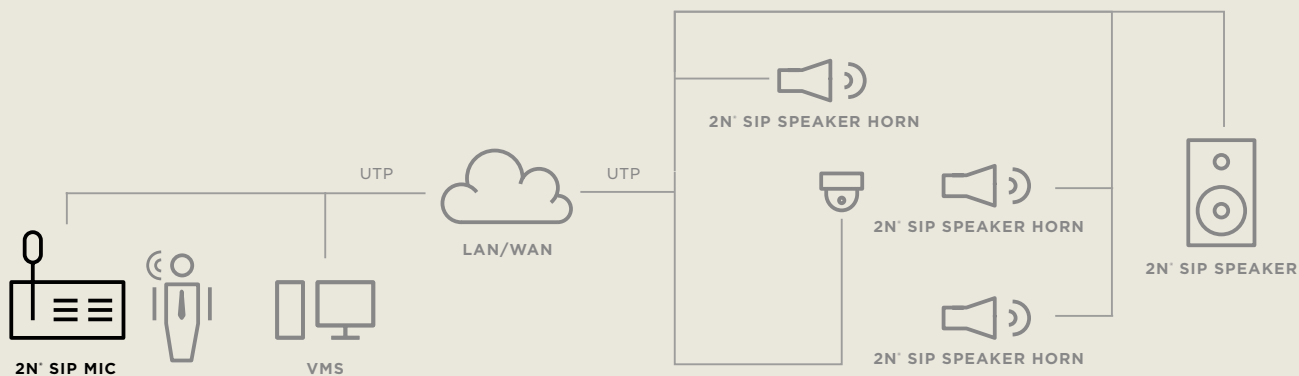 2N° SIP SPEAKER HORN
UTP
UTP
2N° SIP SPEAKER HORN
LAN/WAN
2N° SIP SPEAKER
2N° SIP SPEAKER HORN
2N° SIP MIC
VMS